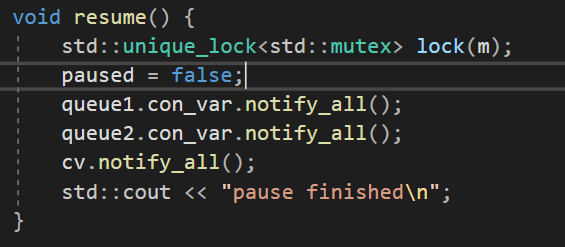 void resume() {
    std::unique_lock<std::mutex> lock(m);
    paused = false;
    queue1.con_var.notify_all();
    queue2.con_var.notify_all();
    cv.notify_all();
    std::cout << "pause finished\n";
}